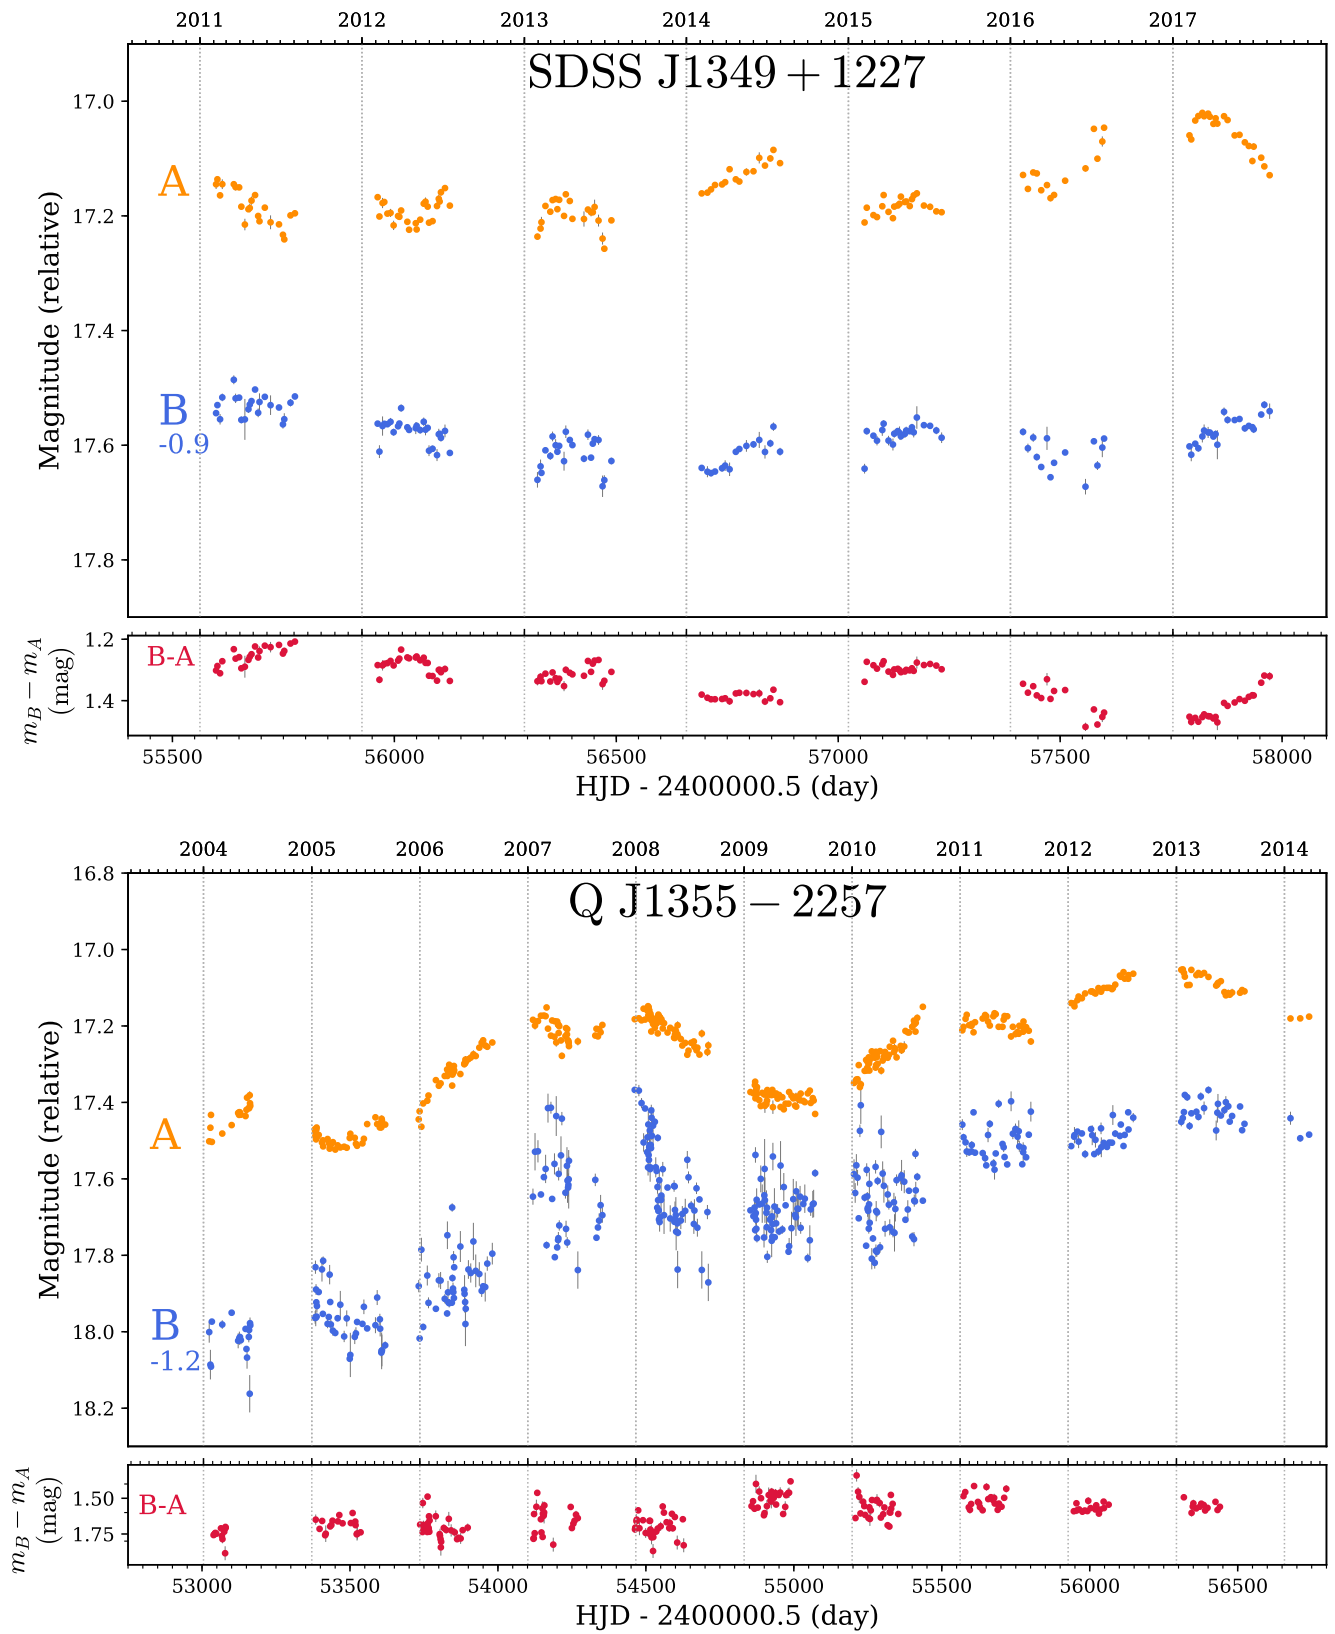 2011 2012 2013 2014 2015 2016 2017
SDSS J1349 + 1227
17.0
17.2
17.4
17.6
17.8
Magnitude (relative)
A
B
-0.9
1.2
1.4
m_B − m_A
(mag)
B-A
55500 56000 56500 57000 57500 58000
HJD - 2400000.5 (day)
2004 2005 2006 2007 2008 2009 2010 2011 2012 2013 2014
Q J1355 − 2257
16.8
17.0
17.2
17.4
17.6
17.8
18.0
18.2
Magnitude (relative)
A
B
-1.2
1.50
1.75
m_B − m_A
(mag)
B-A
53000 53500 54000 54500 55000 55500 56000 56500
HJD - 2400000.5 (day)